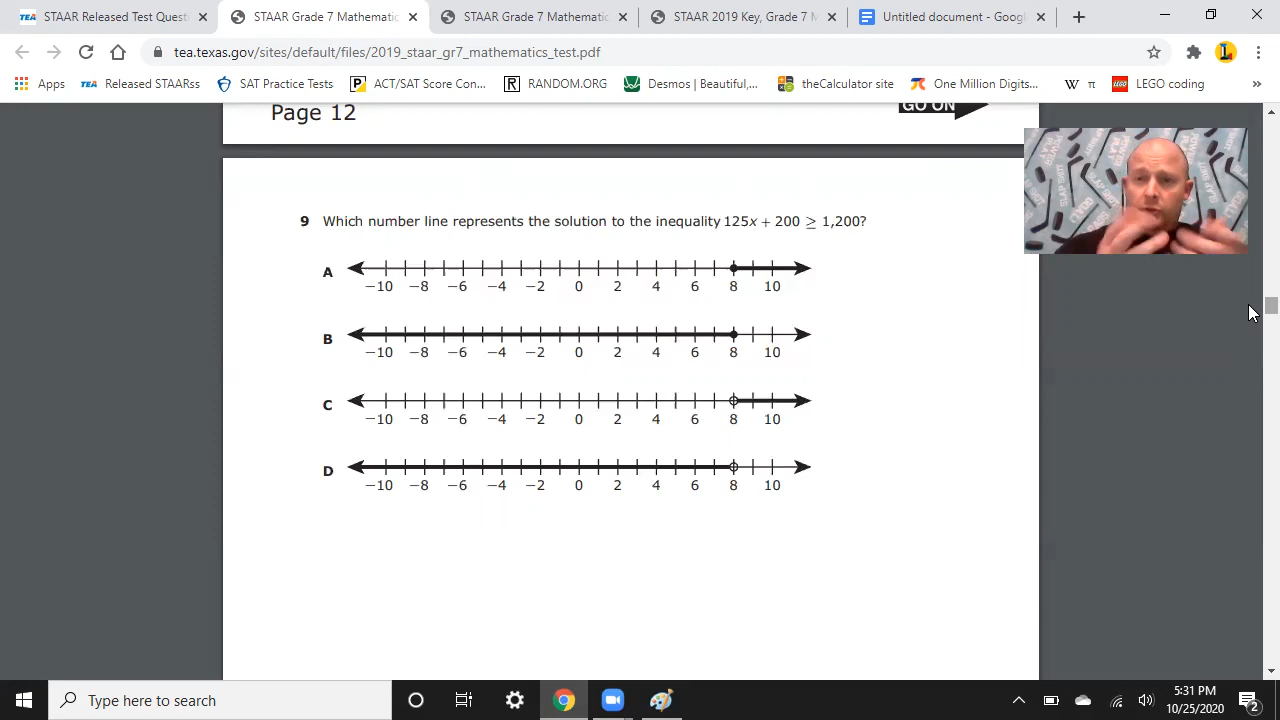 STAAR Released Test Questi
STAAR Grade 7 Mathematic
STAAR Grade 7 Mathematic
STAAR 2019 Key, Grade 7 M
Untitled document - Googl
tea.texas.gov/sites/default/files/2019_staar_gr7_mathematics_test.pdf
Apps
TEA Released STAARss
SAT Practice Tests
P ACT/SAT Score Con...
R RANDOM.ORG
Desmos | Beautiful,...
theCalculator site
One Million Digits...
W π
LEGO coding
»
Page 12
GO ON
9 Which number line represents the solution to the inequality 125x + 200 ≥ 1,200?
A
−10 −8 −6 −4 −2 0 2 4 6 8 10
B
−10 −8 −6 −4 −2 0 2 4 6 8 10
C
−10 −8 −6 −4 −2 0 2 4 6 8 10
D
−10 −8 −6 −4 −2 0 2 4 6 8 10
Type here to search
5:31 PM
10/25/2020
2